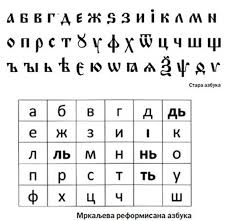 а б в г д е ж ѕ з и і к л м н
о п р с т ꙋ ф х ѿ ц ч ш щ
ъ ы ь ѣ є ю ѡ ꙗ ѧ ѯ ѱ ѳ ѵ
Стара азбука
а б в г д дь
е ж з и і к
л ль м н нь о
п р с т ть у
ф х ц ч ш
Мркаљева реформисана азбука